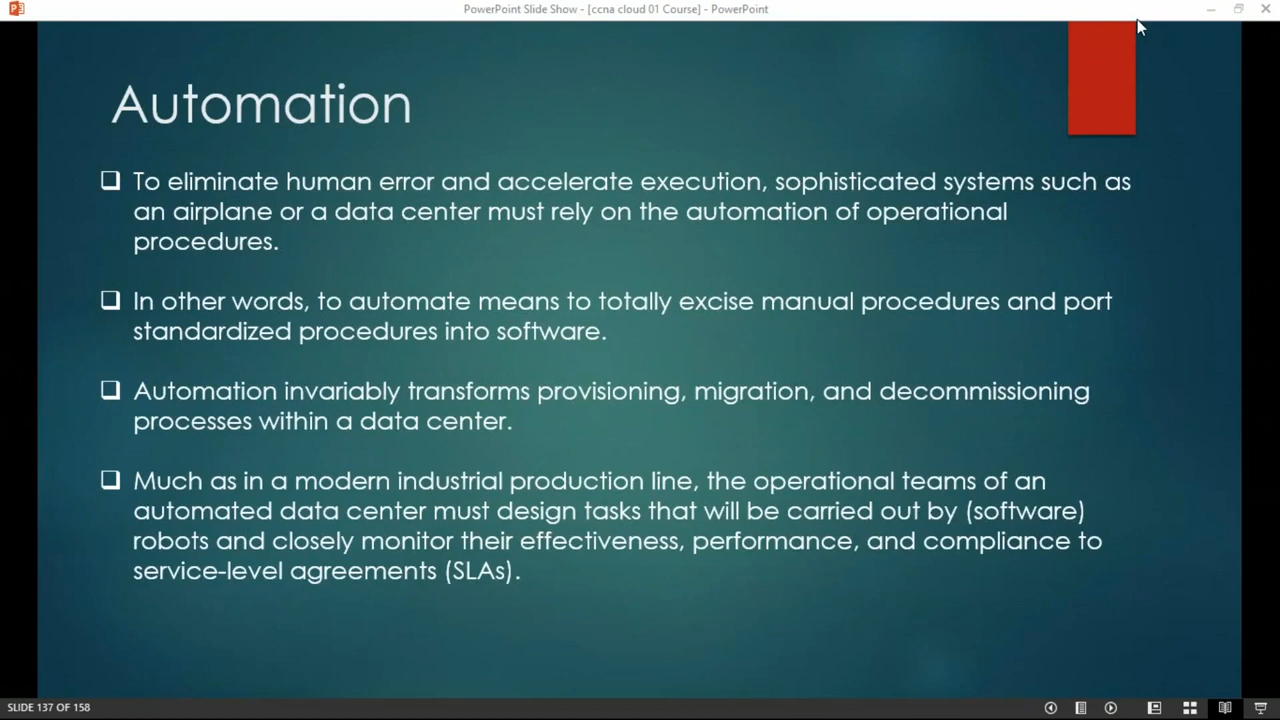 PowerPoint Slide Show - [ccna cloud 01 Course] - PowerPoint
Automation
To eliminate human error and accelerate execution, sophisticated systems such as
an airplane or a data center must rely on the automation of operational
procedures.
In other words, to automate means to totally excise manual procedures and port
standardized procedures into software.
Automation invariably transforms provisioning, migration, and decommissioning
processes within a data center.
Much as in a modern industrial production line, the operational teams of an
automated data center must design tasks that will be carried out by (software)
robots and closely monitor their effectiveness, performance, and compliance to
service-level agreements (SLAs).
SLIDE 137 OF 158